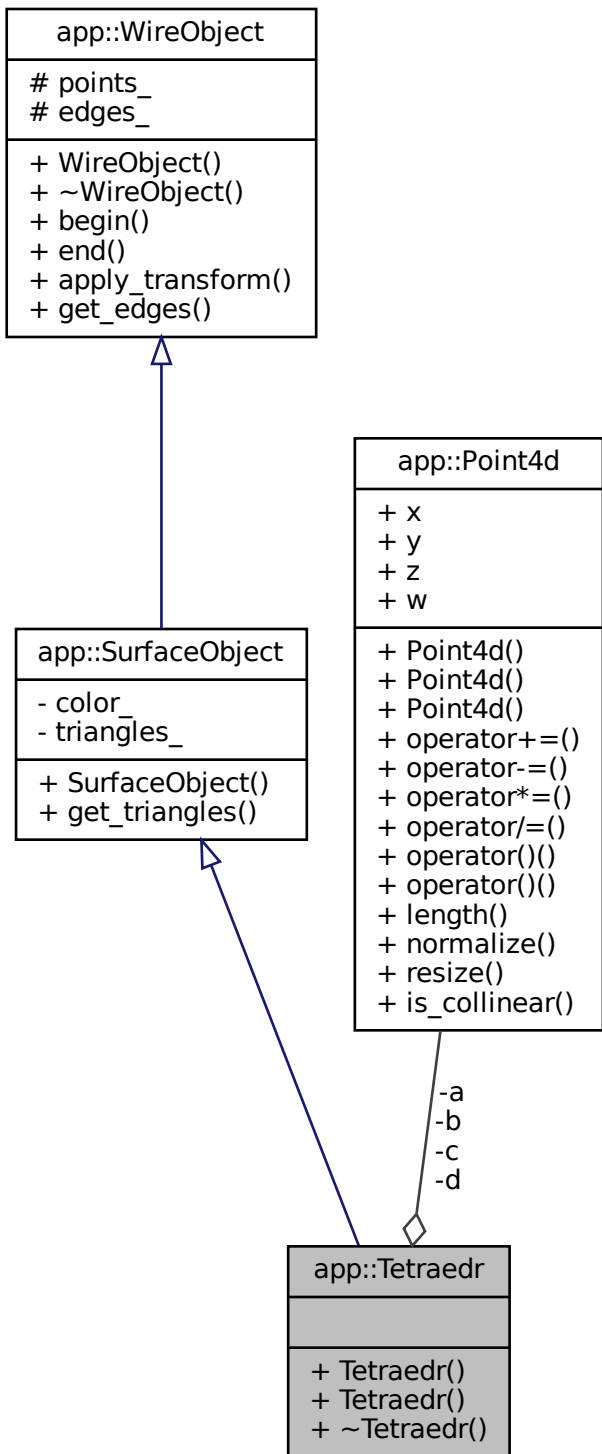 app::WireObject
# points_
# edges_
+ WireObject()
+ ~WireObject()
+ begin()
+ end()
+ apply_transform()
+ get_edges()
app::SurfaceObject
- color_
- triangles_
+ SurfaceObject()
+ get_triangles()
app::Point4d
+ x
+ y
+ z
+ w
+ Point4d()
+ Point4d()
+ Point4d()
+ operator+=()
+ operator-=()
+ operator*=()
+ operator/=()
+ operator()()
+ operator()()
+ length()
+ normalize()
+ resize()
+ is_collinear()
-a
-b
-c
-d
app::Tetraedr
+ Tetraedr()
+ Tetraedr()
+ ~Tetraedr()